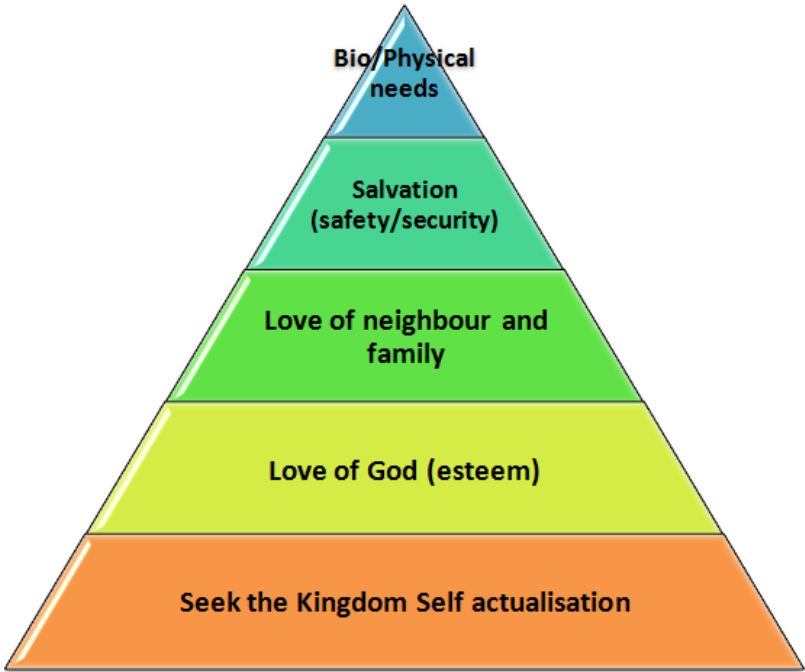 Bio/Physical
needs
Salvation
(safety/security)
Love of neighbour and
family
Love of God (esteem)
Seek the Kingdom Self actualisation